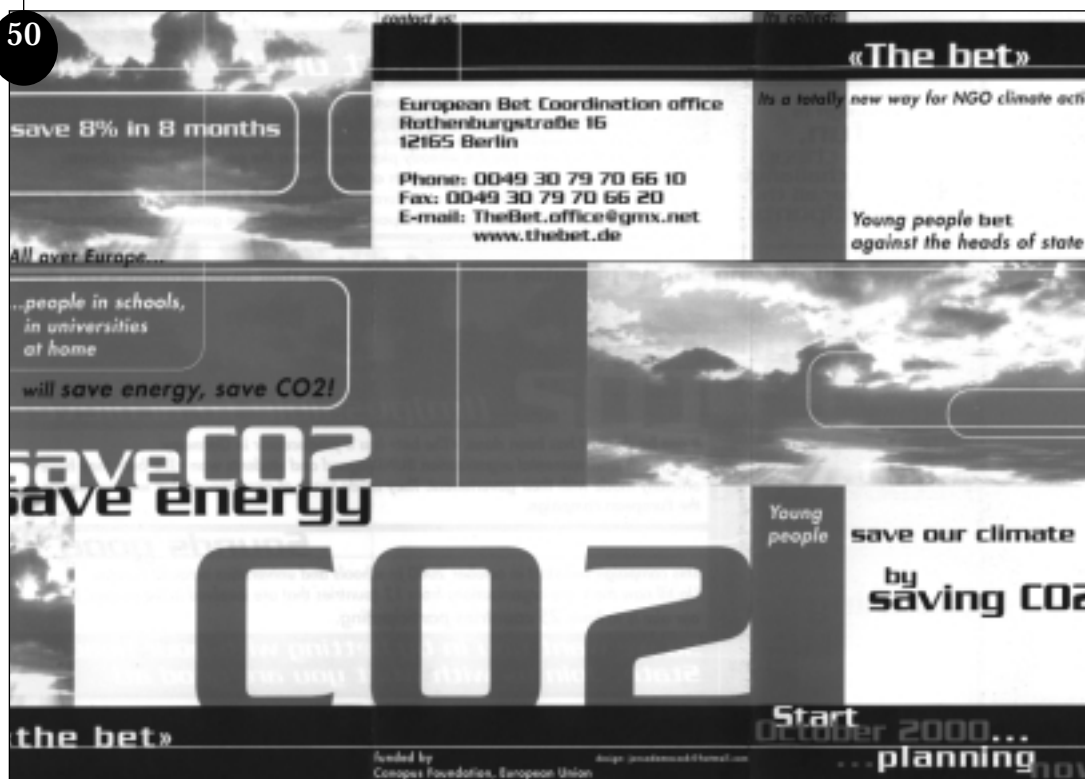 50
save 8% in 8 months
All over Europe...
...people in schools,
in universities
at home
will save energy, save CO2!
saveCO2
save energy
«the bet»
contact us:
European Bet Coordination office
Rothenburgstraße 16
12165 Berlin
Phone: 0049 30 79 70 66 10
Fax: 0049 30 79 70 66 20
E-mail: TheBet.office@gmx.net
www.thebet.de
CO2
funded by
Canopus Foundation, European Union
its called:
«The bet»
Its a totally new way for NGO climate acti
Young people bet
against the heads of state
Young
people
save our climate
by
saving CO2
Start
October 2000...
...planning now